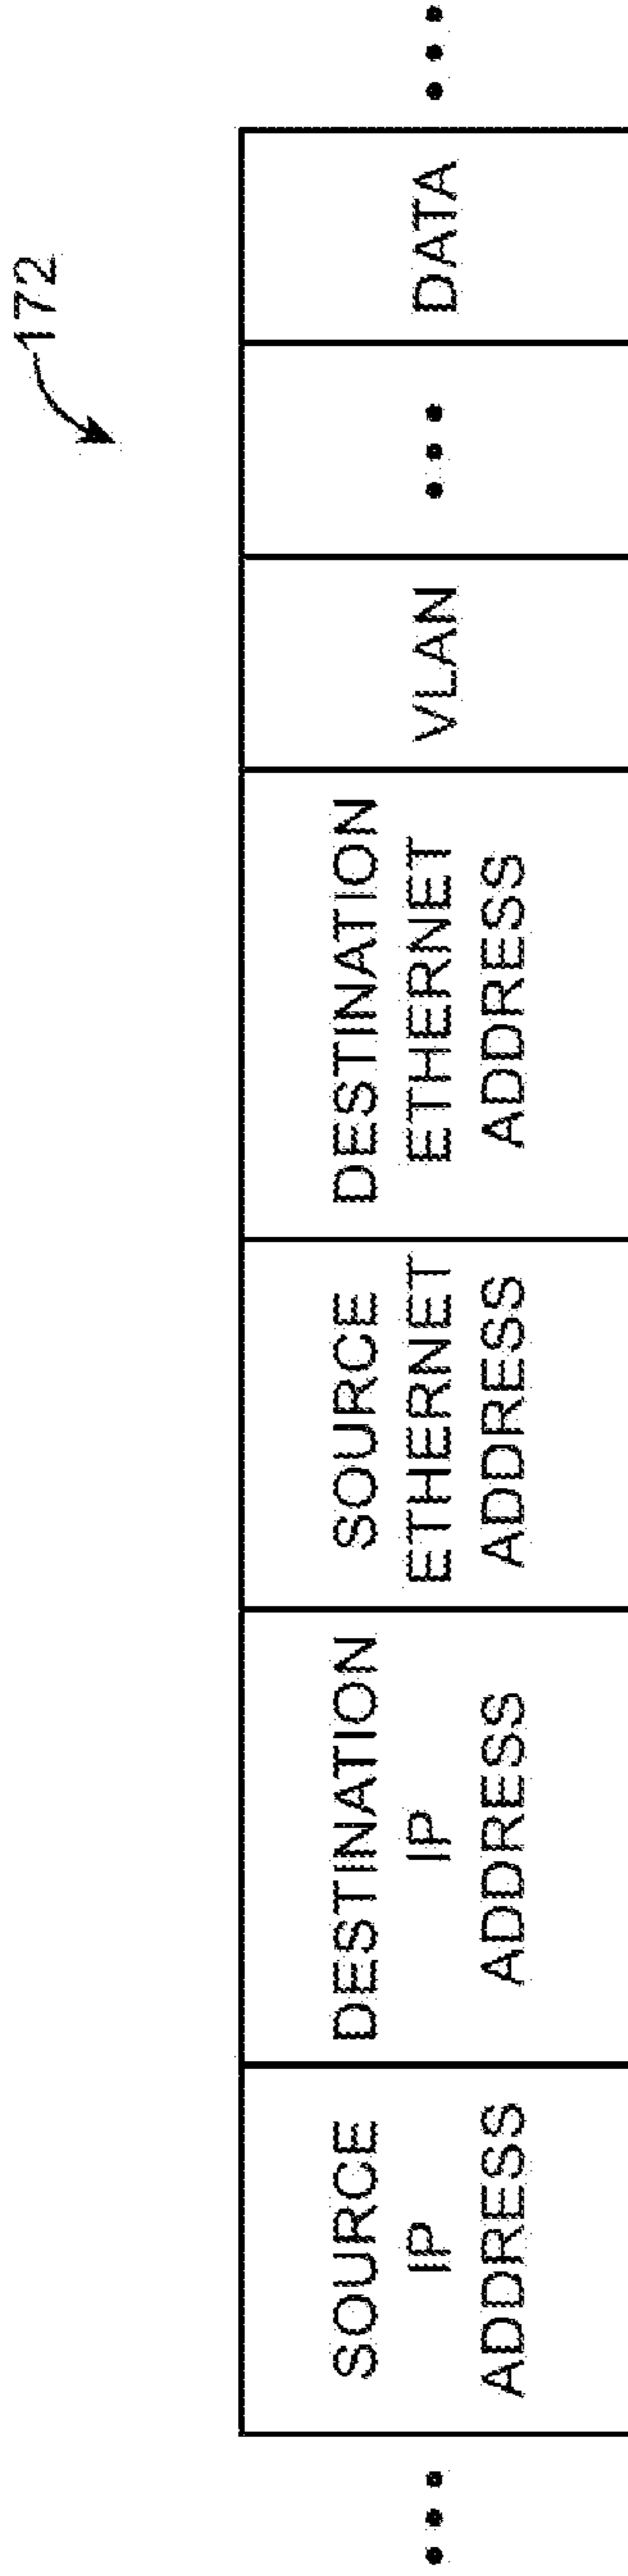 172
SOURCE
IP
ADDRESS
DESTINATION
IP
ADDRESS
SOURCE
ETHERNET
ADDRESS
DESTINATION
ETHERNET
ADDRESS
VLAN
•••
DATA